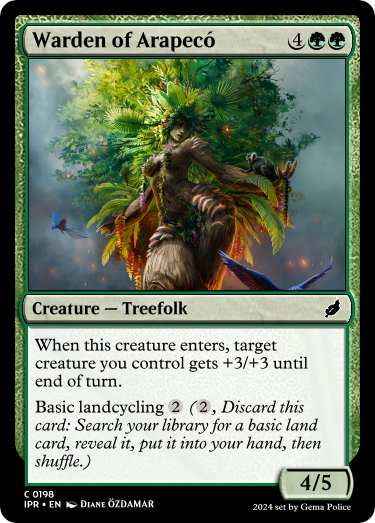 Warden of Arapecó 4
Creature — Treefolk
When this creature enters, target
creature you control gets +3/+3 until
end of turn.
Basic landcycling 2 (2, Discard this
card: Search your library for a basic land
card, reveal it, put it into your hand, then
shuffle.)
4/5
C 0198
IPR • EN Diane ÖZDAMAR
2024 set by Gema Police